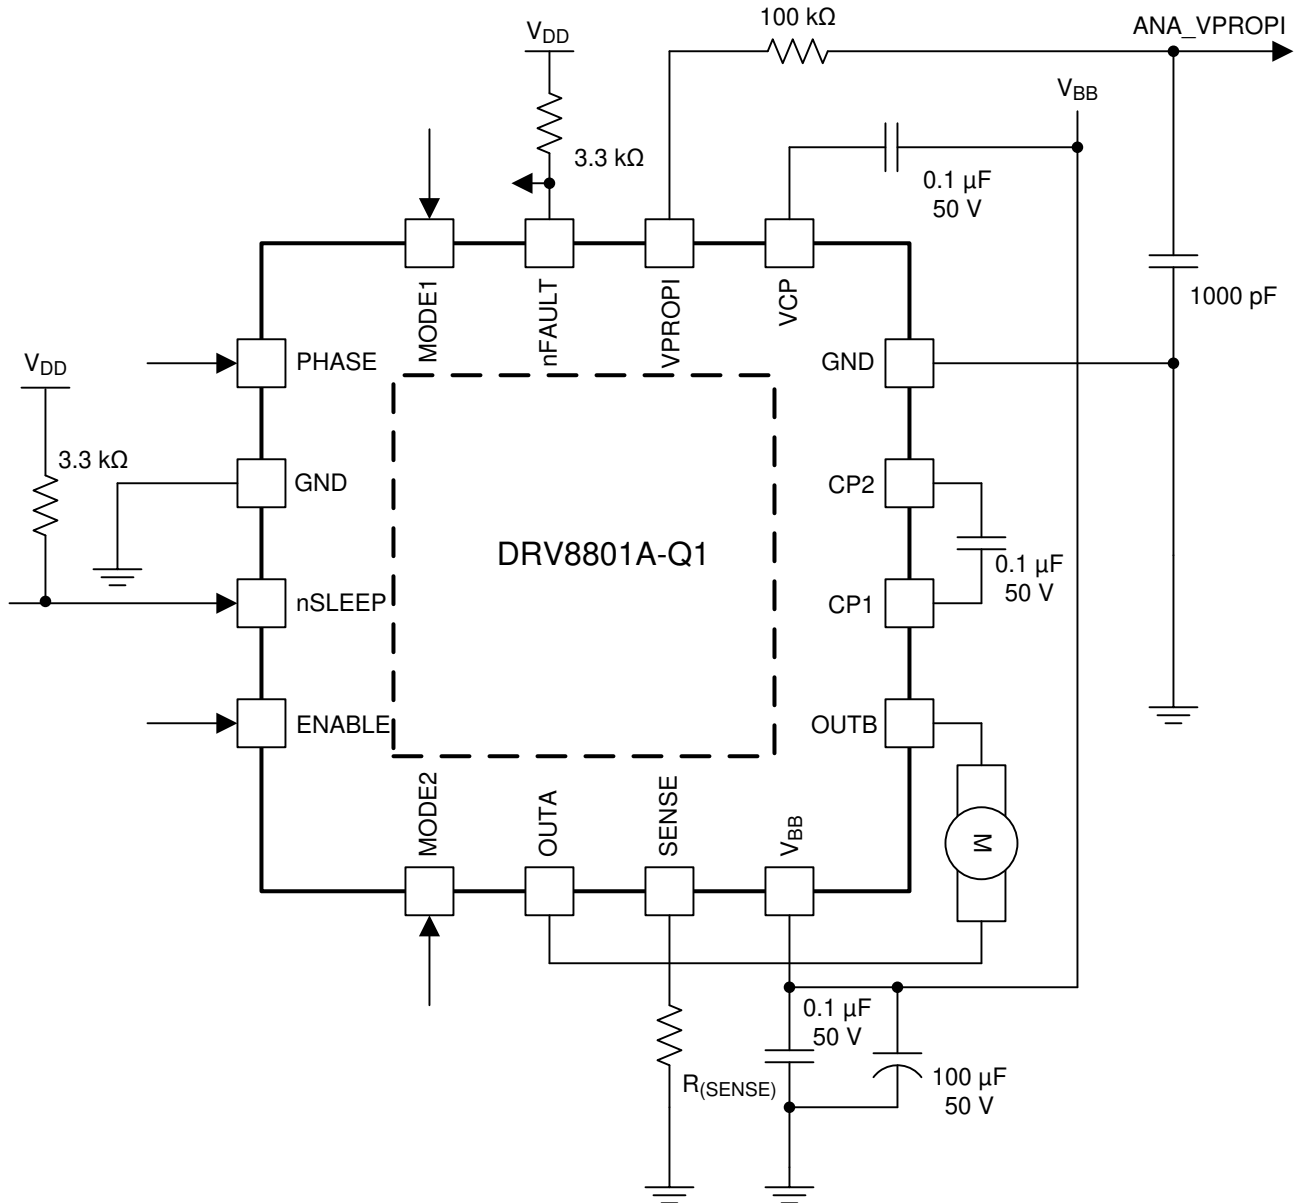 100 kΩ
ANA_VPROPI
VDD
VBB
3.3 kΩ
0.1 µF
50 V
1000 pF
MODE1
nFAULT
VPROPI
VCP
VDD
PHASE
GND
3.3 kΩ
GND
CP2
DRV8801A-Q1
0.1 µF
50 V
nSLEEP
CP1
ENABLE
OUTB
MODE2
OUTA
SENSE
VBB
M
0.1 µF
50 V
R(SENSE)
100 µF
50 V